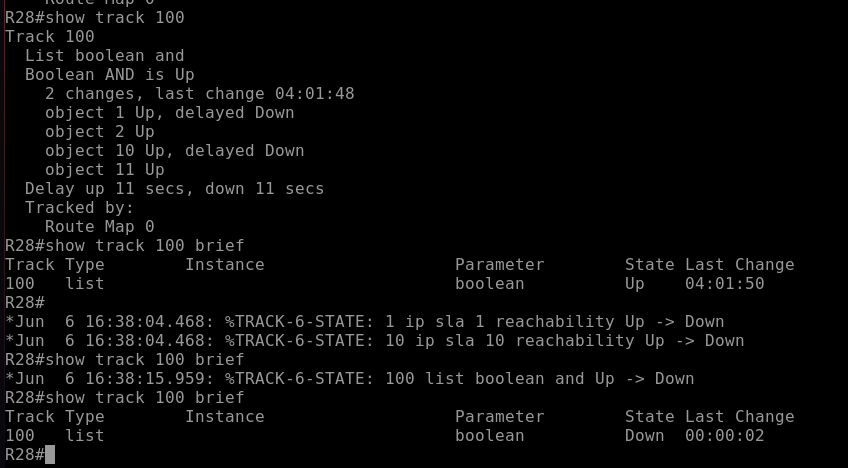 Route Map 0
R28#show track 100
Track 100
  List boolean and
  Boolean AND is Up
    2 changes, last change 04:01:48
    object 1 Up, delayed Down
    object 2 Up
    object 10 Up, delayed Down
    object 11 Up
  Delay up 11 secs, down 11 secs
  Tracked by:
    Route Map 0
R28#show track 100 brief
Track Type        Instance                   Parameter        State Last Change
100   list                                   boolean          Up    04:01:50
R28#
*Jun  6 16:38:04.468: %TRACK-6-STATE: 1 ip sla 1 reachability Up -> Down
*Jun  6 16:38:04.468: %TRACK-6-STATE: 10 ip sla 10 reachability Up -> Down
R28#show track 100 brief
*Jun  6 16:38:15.959: %TRACK-6-STATE: 100 list boolean and Up -> Down
R28#show track 100 brief
Track Type        Instance                   Parameter        State Last Change
100   list                                   boolean          Down  00:00:02
R28#